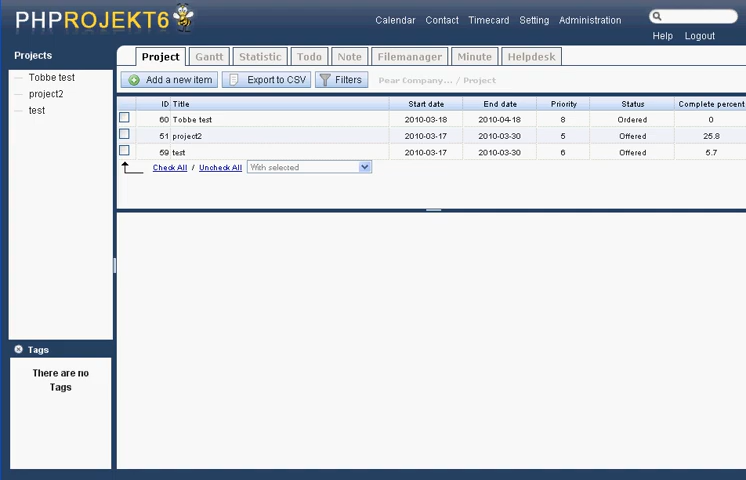 PHPROJEKT6
Calendar Contact Timecard Setting Administration
Help Logout
Projects
Tobbe test
project2
test
Project Gantt Statistic Todo Note Filemanager Minute Helpdesk
Add a new item Export to CSV Filters Pear Company... / Project
ID Title Start date End date Priority Status Complete percent
60 Tobbe test 2010-03-18 2010-04-18 8 Ordered 0
51 project2 2010-03-17 2010-03-30 5 Offered 25.8
59 test 2010-03-17 2010-03-30 6 Offered 5.7
Check All / Uncheck All With selected
Tags
There are no
Tags